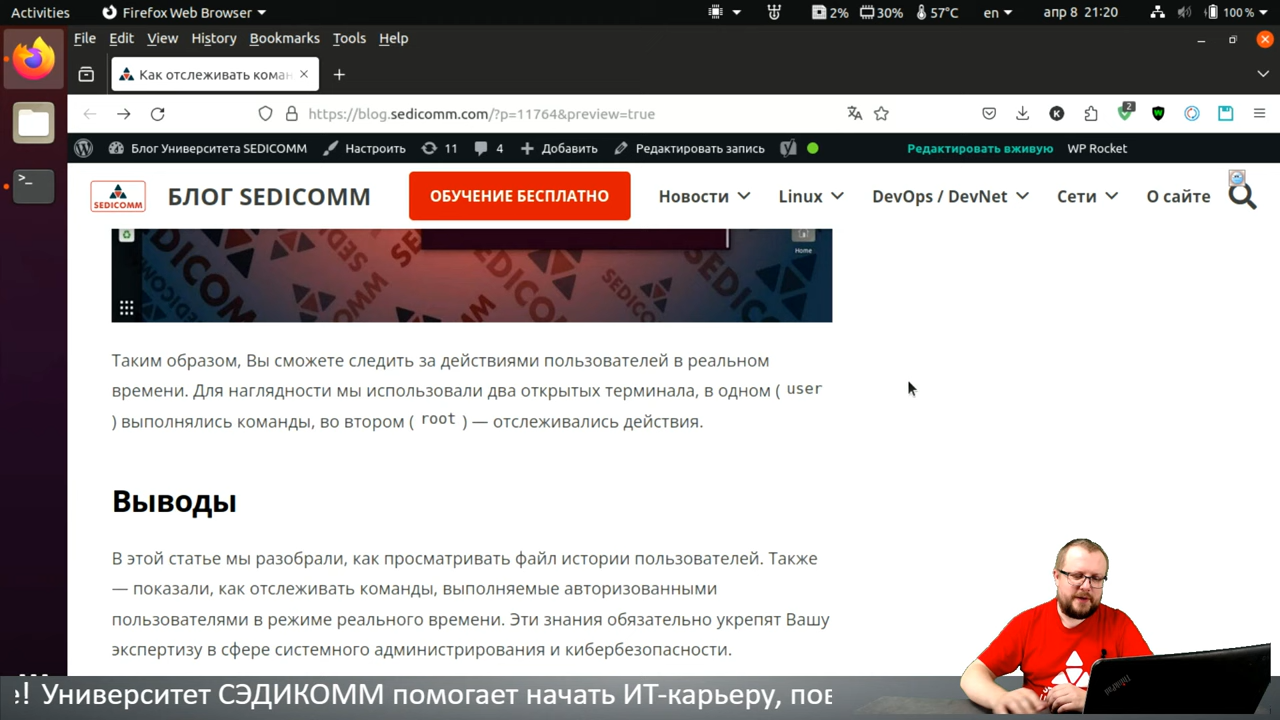 Activities
Firefox Web Browser
2%
30%
57°C
en
апр 8 21:20
100 %
File Edit View History Bookmarks Tools Help
Как отслеживать коман
https://blog.sedicomm.com/?p=11764&preview=true
2
Блог Университета SEDICOMM
Настроить
11
4
Добавить
Редактировать запись
Редактировать вживую
WP Rocket
SEDICOMM
БЛОГ SEDICOMM
ОБУЧЕНИЕ БЕСПЛАТНО
Новости
Linux
DevOps / DevNet
Сети
О сайте
Home
Таким образом, Вы сможете следить за действиями пользователей в реальном
времени. Для наглядности мы использовали два открытых терминала, в одном ( user
) выполнялись команды, во втором ( root ) — отслеживались действия.
Выводы
В этой статье мы разобрали, как просматривать файл истории пользователей. Также
— показали, как отслеживать команды, выполняемые авторизованными
пользователями в режиме реального времени. Эти знания обязательно укрепят Вашу
экспертизу в сфере системного администрирования и кибербезопасности.
е! Университет СЭДИКОММ помогает начать ИТ-карьеру, пов
ThinkPad